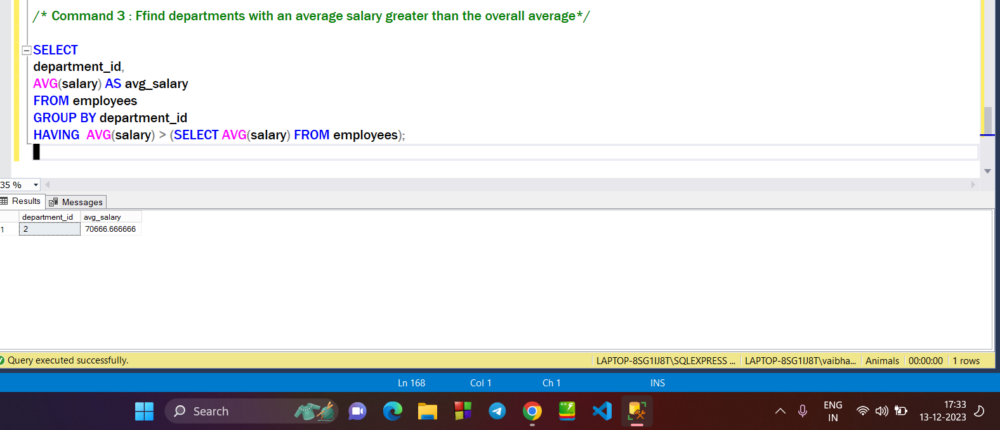 /* Command 3 : Ffind departments with an average salary greater than the overall average*/
SELECT
department_id,
AVG(salary) AS avg_salary
FROM employees
GROUP BY department_id
HAVING  AVG(salary) > (SELECT AVG(salary) FROM employees);
35 %
Results Messages
department_id avg_salary
1 2 70666.666666
Query executed successfully. LAPTOP-8SG1IJ8T\SQLEXPRESS ... LAPTOP-8SG1IJ8T\vaibha... Animals 00:00:00 1 rows
Ln 168 Col 1 Ch 1 INS
Search
ENG
IN
17:33
13-12-2023